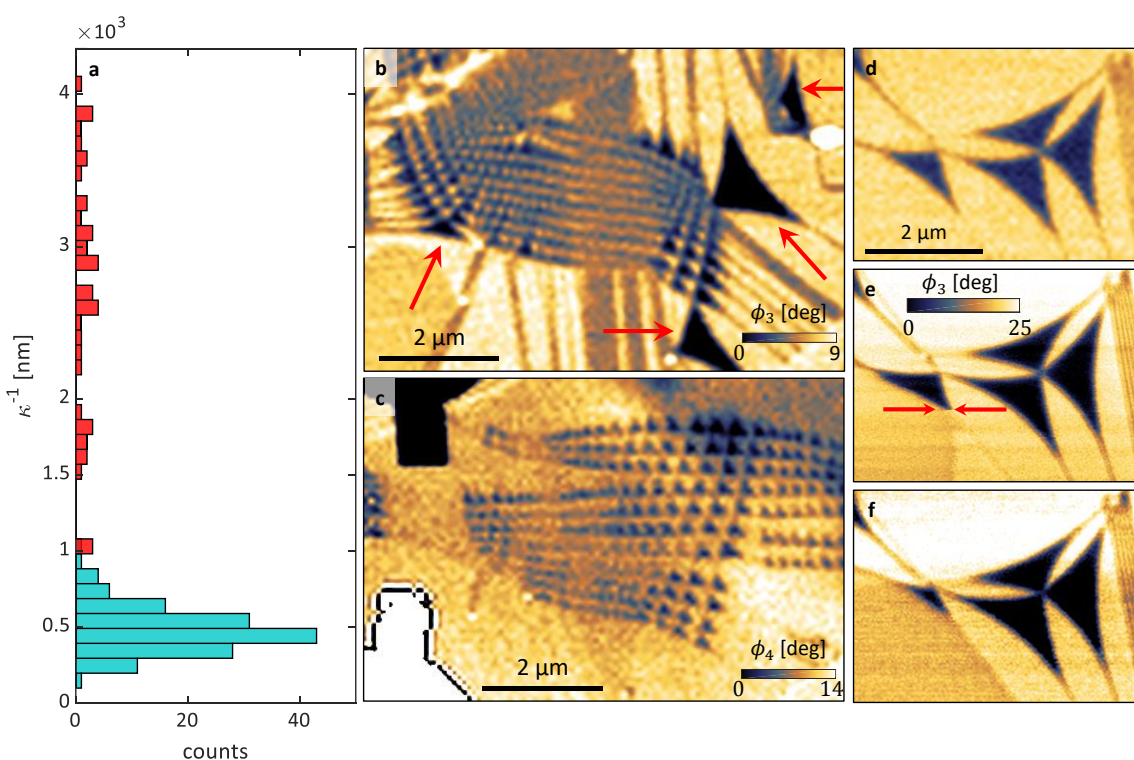 ×10³
a
4
3
2
1.5
1
0.5
0
κ⁻¹ [nm]
0 20 40
counts
b
2 µm
ϕ₃ [deg]
0 9
c
2 µm
ϕ₄ [deg]
0 14
d
2 µm
e
ϕ₃ [deg]
0 25
f